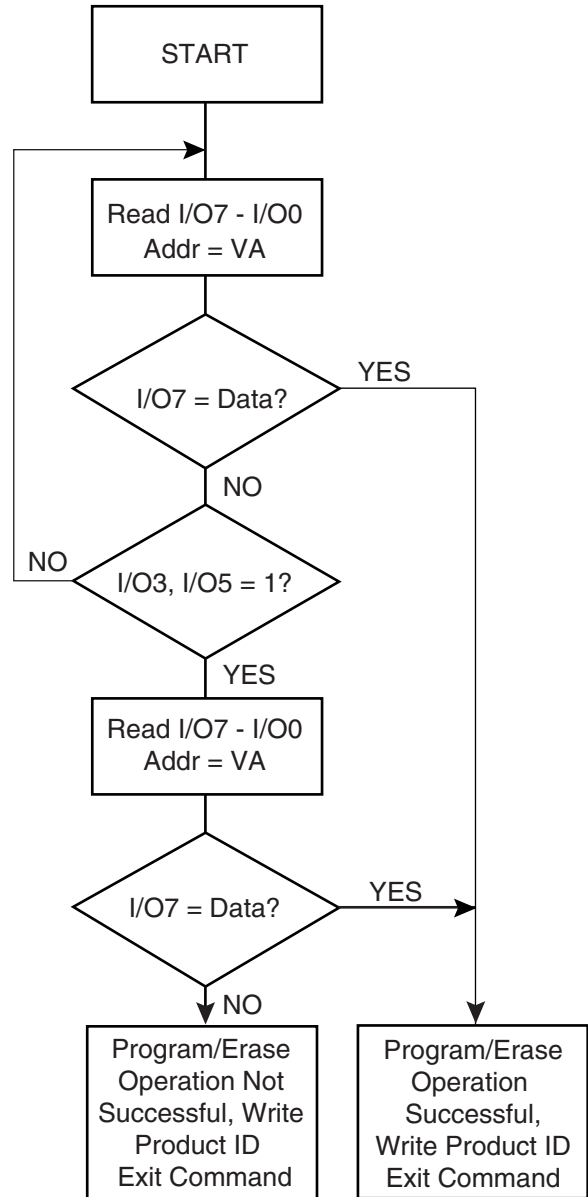 START
Read I/O7 - I/O0
Addr = VA
I/O7 = Data?
YES
NO
NO
I/O3, I/O5 = 1?
YES
Read I/O7 - I/O0
Addr = VA
I/O7 = Data?
YES
NO
Program/Erase
Operation Not
Successful, Write
Product ID
Exit Command
Program/Erase
Operation
Successful,
Write Product ID
Exit Command